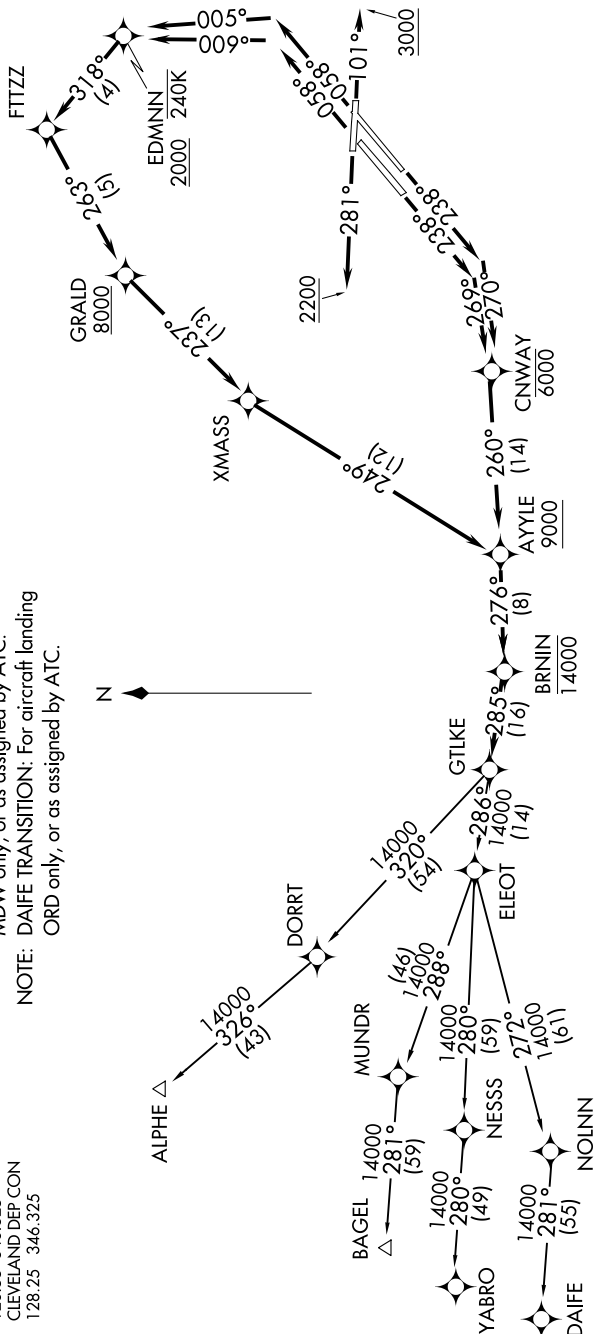 MDW only, or as assigned by ATC.
NOTE: DAIFE TRANSITION: For aircraft landing
ORD only, or as assigned by ATC.
CLEVELAND DEP CON
128.25 346.325
N
FTTZZ
318°
(4)
EDMNN
2000 240K
005°
009°
058°
058°
101°
3000
263°
(5)
GRALD
8000
281°
2200
238°
238°
237°
(13)
269°
270°
XMASS
CNWAY
6000
249°
(12)
260°
(14)
AYYLE
9000
276°
(8)
BRNIN
14000
285°
(16)
GTLKE
286°
14000
(14)
ELEOT
14000
320°
(54)
DORRT
14000
326°
(43)
ALPHE
(46)
14000
288°
MUNDR
14000
281°
(59)
BAGEL
14000
280°
(59)
NESSS
14000
280°
(49)
YABRO
272°
14000
(61)
NOLNN
14000
281°
(55)
DAIFE